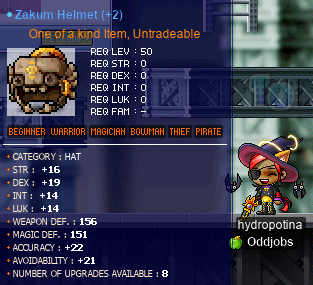 Zakum Helmet (+2)
One of a kind Item, Untradeable
REQ LEV : 50
REQ STR : 0
REQ DEX : 0
REQ INT : 0
REQ LUK : 0
REQ FAM : -
BEGINNER WARRIOR MAGICIAN BOWMAN THIEF PIRATE
CATEGORY : HAT
STR : +16
DEX : +19
INT : +14
LUK : +14
WEAPON DEF. : 156
MAGIC DEF. : 151
ACCURACY : +22
AVOIDABILITY : +21
NUMBER OF UPGRADES AVAILABLE : 8
hydropotina
Oddjobs